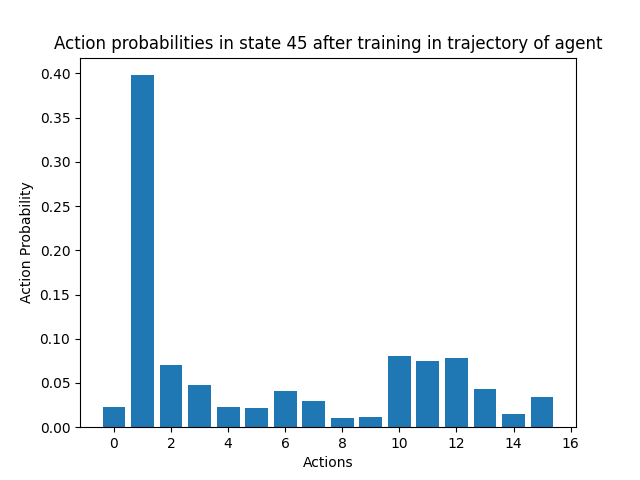 Action probabilities in state 45 after training in trajectory of agent
0.40
0.35
0.30
0.25
0.20
0.15
0.10
0.05
0.00
Action Probability
0 2 4 6 8 10 12 14 16
Actions